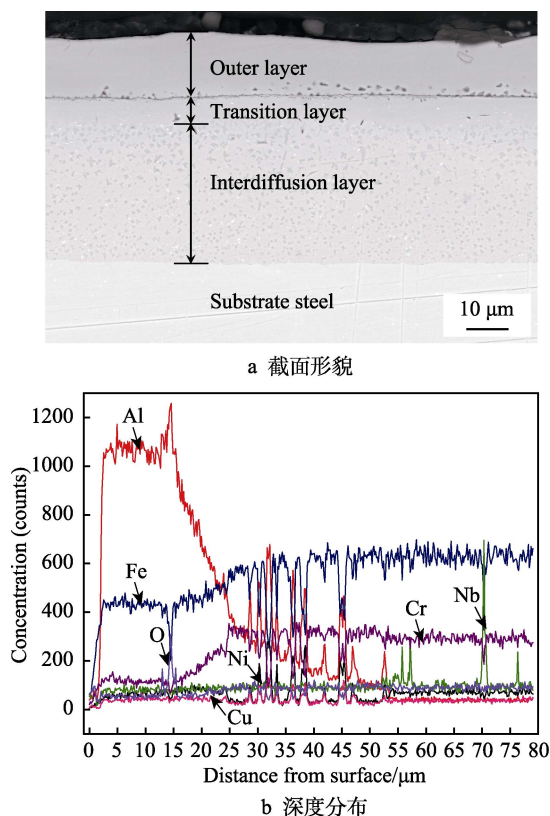 Outer layer
Transition layer
Interdiffusion layer
Substrate steel
10 μm
a 截面形貌
1200
1000
800
600
400
200
0
Concentration (counts)
Al
Fe
O
Ni
Cu
Cr
Nb
0 5 10 15 20 25 30 35 40 45 50 55 60 65 70 75 80
Distance from surface/μm
b 深度分布